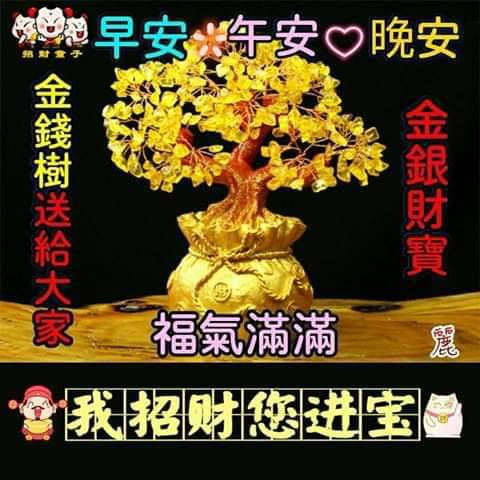 早安午安晚安
招財童子
金錢樹送給大家
金銀財寶
福氣滿滿
麗
我招财您进宝